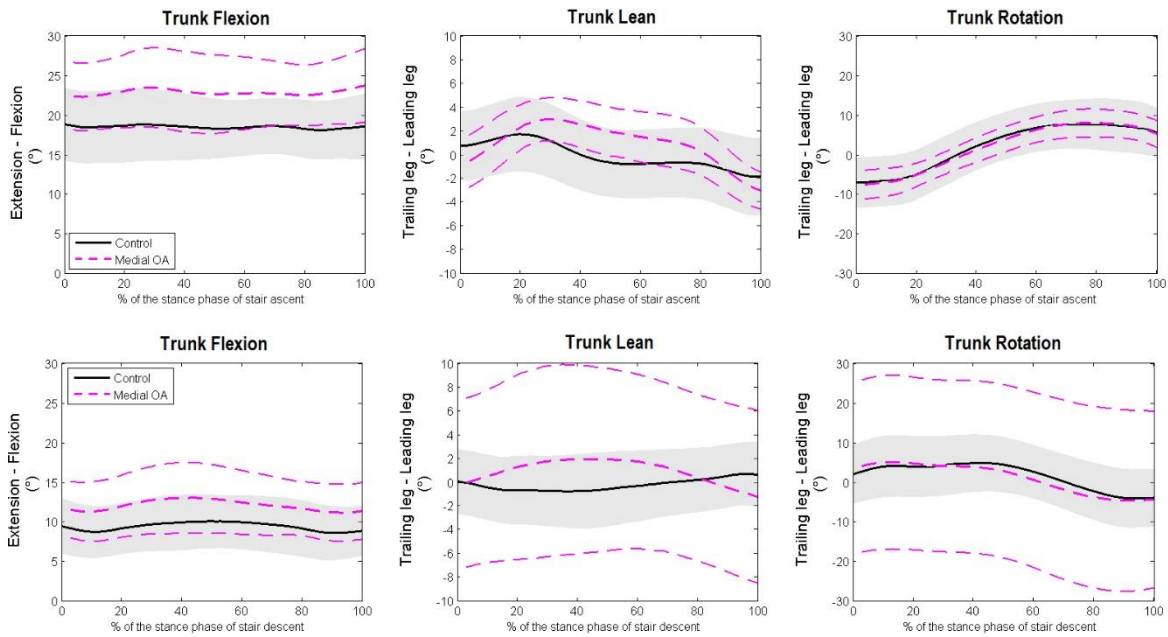 Trunk Flexion
Extension - Flexion
(°)
30
25
20
15
10
5
0
Control
Medial OA
0 20 40 60 80 100
% of the stance phase of stair ascent
Trunk Lean
Trailing leg - Leading leg
(°)
10
8
6
4
2
0
-2
-4
-6
-8
-10
0 20 40 60 80 100
% of the stance phase of stair ascent
Trunk Rotation
Trailing leg - Leading leg
(°)
30
20
10
0
-10
-20
-30
0 20 40 60 80 100
% of the stance phase of stair ascent
Trunk Flexion
Extension - Flexion
(°)
30
25
20
15
10
5
0
Control
Medial OA
0 20 40 60 80 100
% of the stance phase of stair descent
Trunk Lean
Trailing leg - Leading leg
(°)
10
8
6
4
2
0
-2
-4
-6
-8
-10
0 20 40 60 80 100
% of the stance phase of stair descent
Trunk Rotation
Trailing leg - Leading leg
(°)
30
20
10
0
-10
-20
-30
0 20 40 60 80 100
% of the stance phase of stair descent